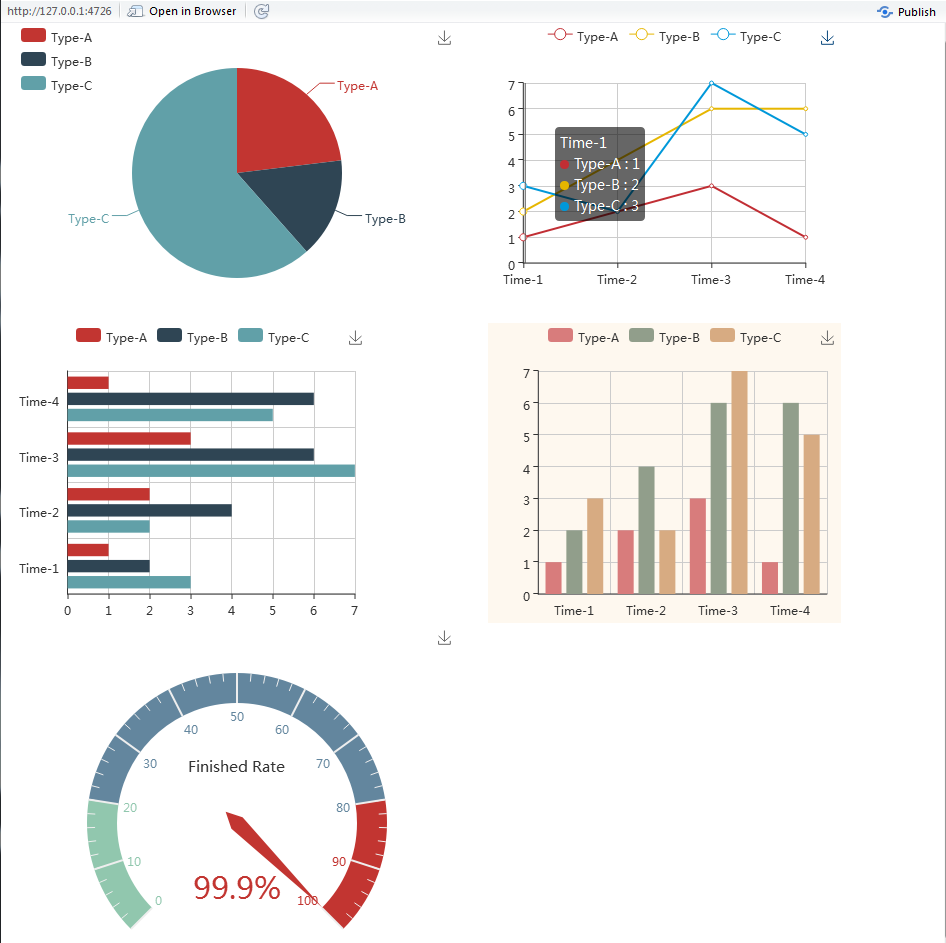 http://127.0.0.1:4726 Open in Browser Publish
Type-A
Type-B
Type-C
Type-A
Type-B
Type-C
Type-A Type-B Type-C
7
6
5
4
3
2
1
0
Time-1
Type-A : 1
Type-B : 2
Type-C : 3
Time-1 Time-2 Time-3 Time-4
Type-A Type-B Type-C
Time-4
Time-3
Time-2
Time-1
0 1 2 3 4 5 6 7
Type-A Type-B Type-C
7
6
5
4
3
2
1
0
Time-1 Time-2 Time-3 Time-4
0
10
20
30
40
50
60
70
80
90
100
Finished Rate
99.9%